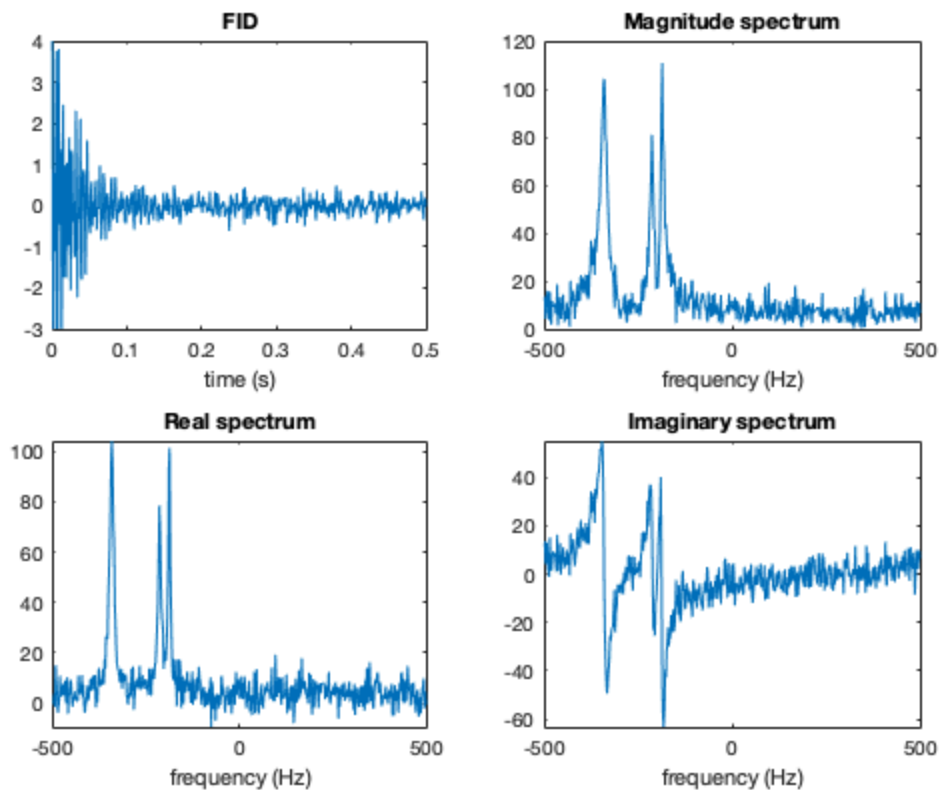 FID
4
3
2
1
0
-1
-2
-3
0 0.1 0.2 0.3 0.4 0.5
time (s)
Magnitude spectrum
120
100
80
60
40
20
0
-500 0 500
frequency (Hz)
Real spectrum
100
80
60
40
20
0
-500 0 500
frequency (Hz)
Imaginary spectrum
40
20
0
-20
-40
-60
-500 0 500
frequency (Hz)